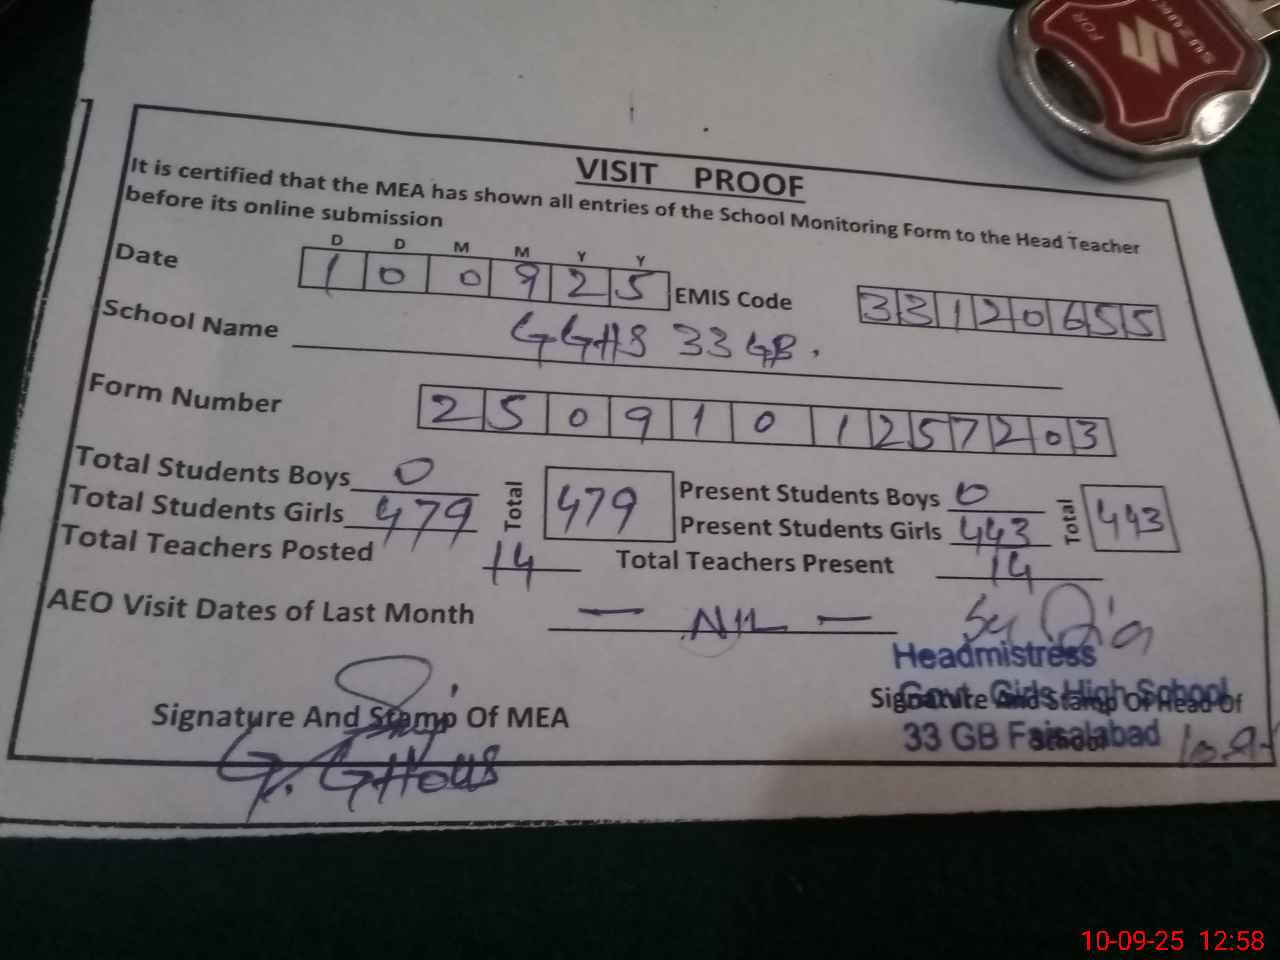 FOR
SUZUKI
VISIT PROOF
It is certified that the MEA has shown all entries of the School Monitoring Form to the Head Teacher
before its online submission
D D M M Y Y
Date 1 0 0 9 2 5 EMIS Code 3 3 1 2 0 6 5 5
School Name GGHS 33 GB.
Form Number 2 5 0 9 1 0 1 2 5 7 2 0 3
Total Students Boys 0 Total 479 Present Students Boys 0 Total 443
Total Students Girls 479 Present Students Girls 443
Total Teachers Posted 14 Total Teachers Present 14
AEO Visit Dates of Last Month - NIL -
Headmistress
Signature And Stamp Of MEA Signature And Stamp Of Head Of
Govt. Girls High School
School
33 GB Faisalabad
G. GHOUS
10-09-25 12:58